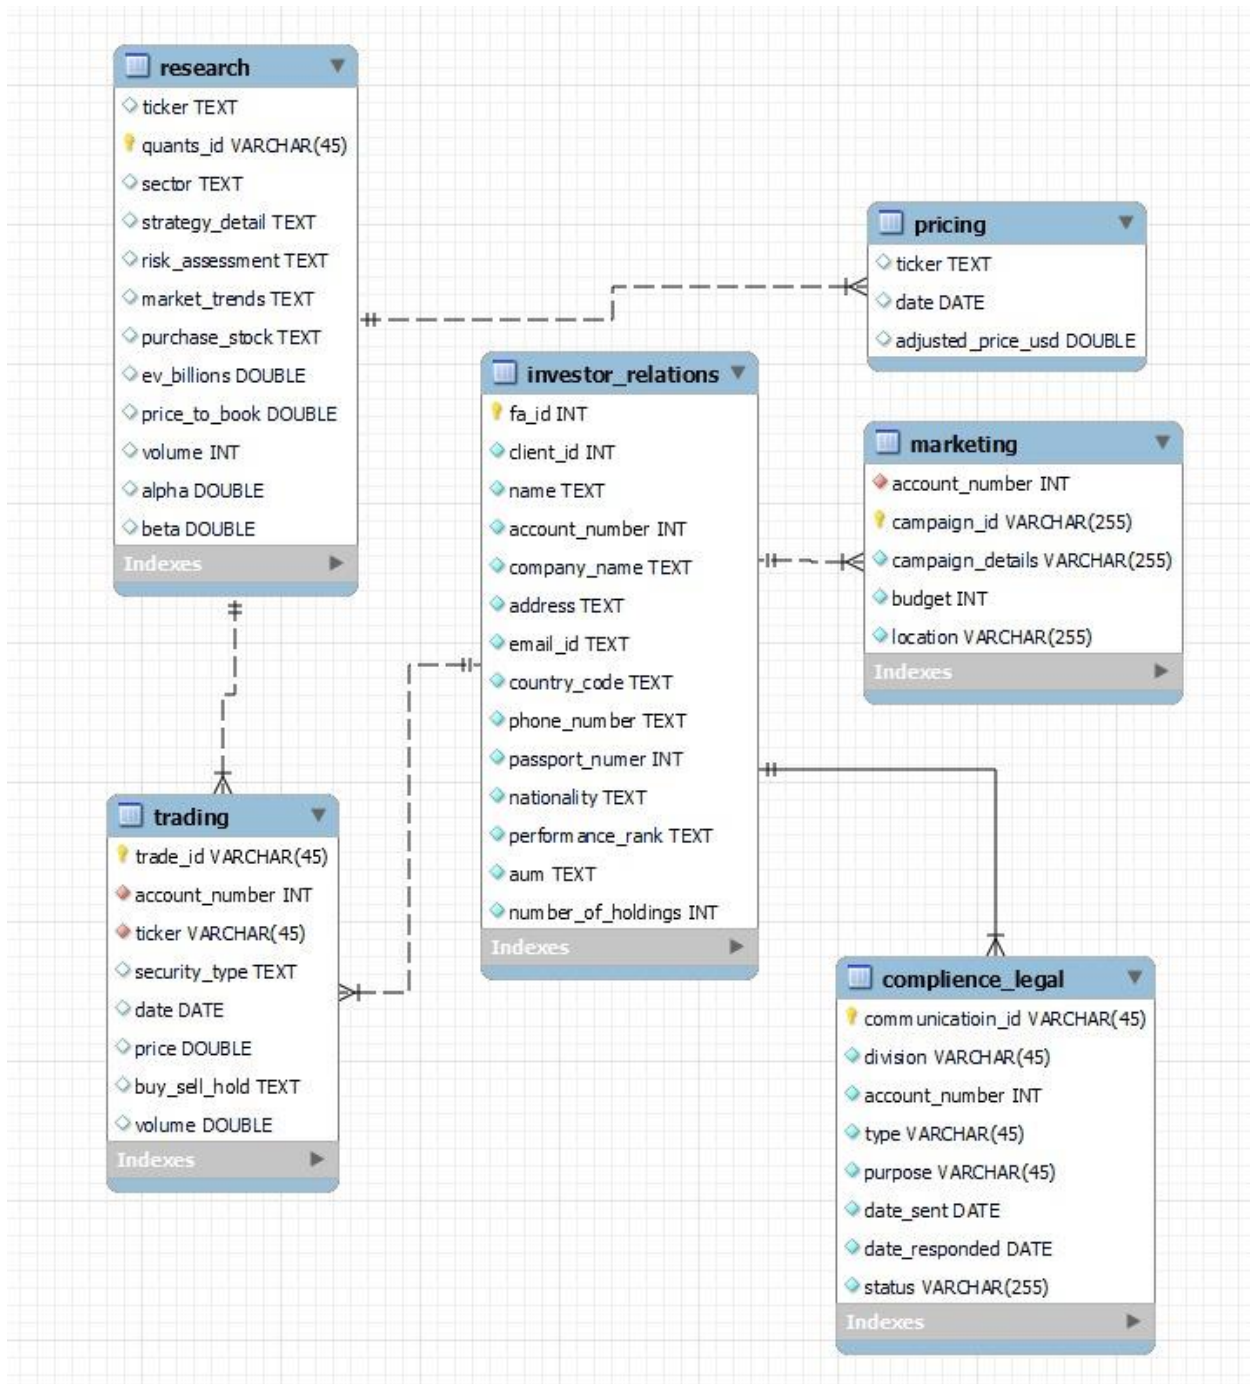 research
ticker TEXT
quants_id VARCHAR(45)
sector TEXT
strategy_detail TEXT
risk_assessment TEXT
market_trends TEXT
purchase_stock TEXT
ev_billions DOUBLE
price_to_book DOUBLE
volume INT
alpha DOUBLE
beta DOUBLE
Indexes
pricing
ticker TEXT
date DATE
adjusted_price_usd DOUBLE
investor_relations
fa_id INT
client_id INT
name TEXT
account_number INT
company_name TEXT
address TEXT
email_id TEXT
country_code TEXT
phone_number TEXT
passport_numer INT
nationality TEXT
performance_rank TEXT
aum TEXT
number_of_holdings INT
Indexes
marketing
account_number INT
campaign_id VARCHAR(255)
campaign_details VARCHAR(255)
budget INT
location VARCHAR(255)
Indexes
trading
trade_id VARCHAR(45)
account_number INT
ticker VARCHAR(45)
security_type TEXT
date DATE
price DOUBLE
buy_sell_hold TEXT
volume DOUBLE
Indexes
complience_legal
communicatioin_id VARCHAR(45)
division VARCHAR(45)
account_number INT
type VARCHAR(45)
purpose VARCHAR(45)
date_sent DATE
date_responded DATE
status VARCHAR(255)
Indexes